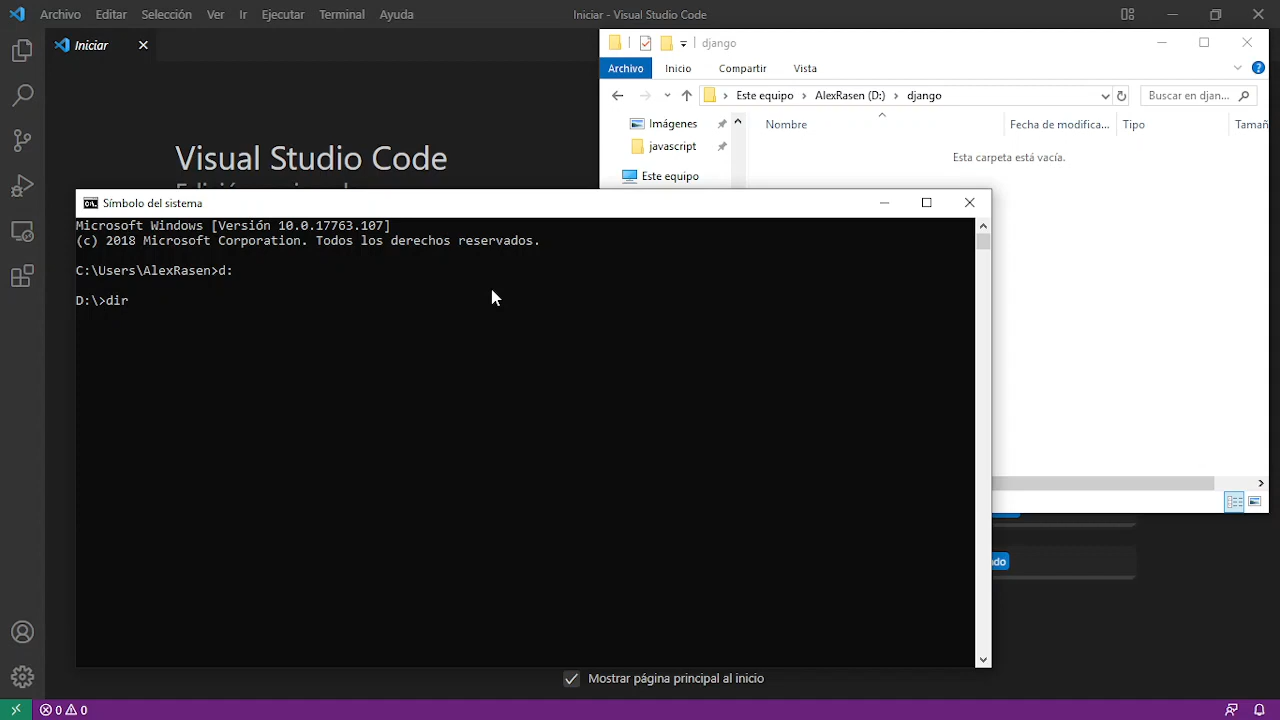 Archivo Editar Selección Ver Ir Ejecutar Terminal Ayuda
Iniciar - Visual Studio Code
Iniciar
Visual Studio Code
django
Archivo Inicio Compartir Vista
Este equipo > AlexRasen (D:) > django
Buscar en djan...
Imágenes
javascript
Este equipo
Nombre Fecha de modifica... Tipo Tamañ
Esta carpeta está vacía.
Símbolo del sistema
Microsoft Windows [Versión 10.0.17763.107]
(c) 2018 Microsoft Corporation. Todos los derechos reservados.
C:\Users\AlexRasen>d:
D:\>dir
Mostrar página principal al inicio
0 0